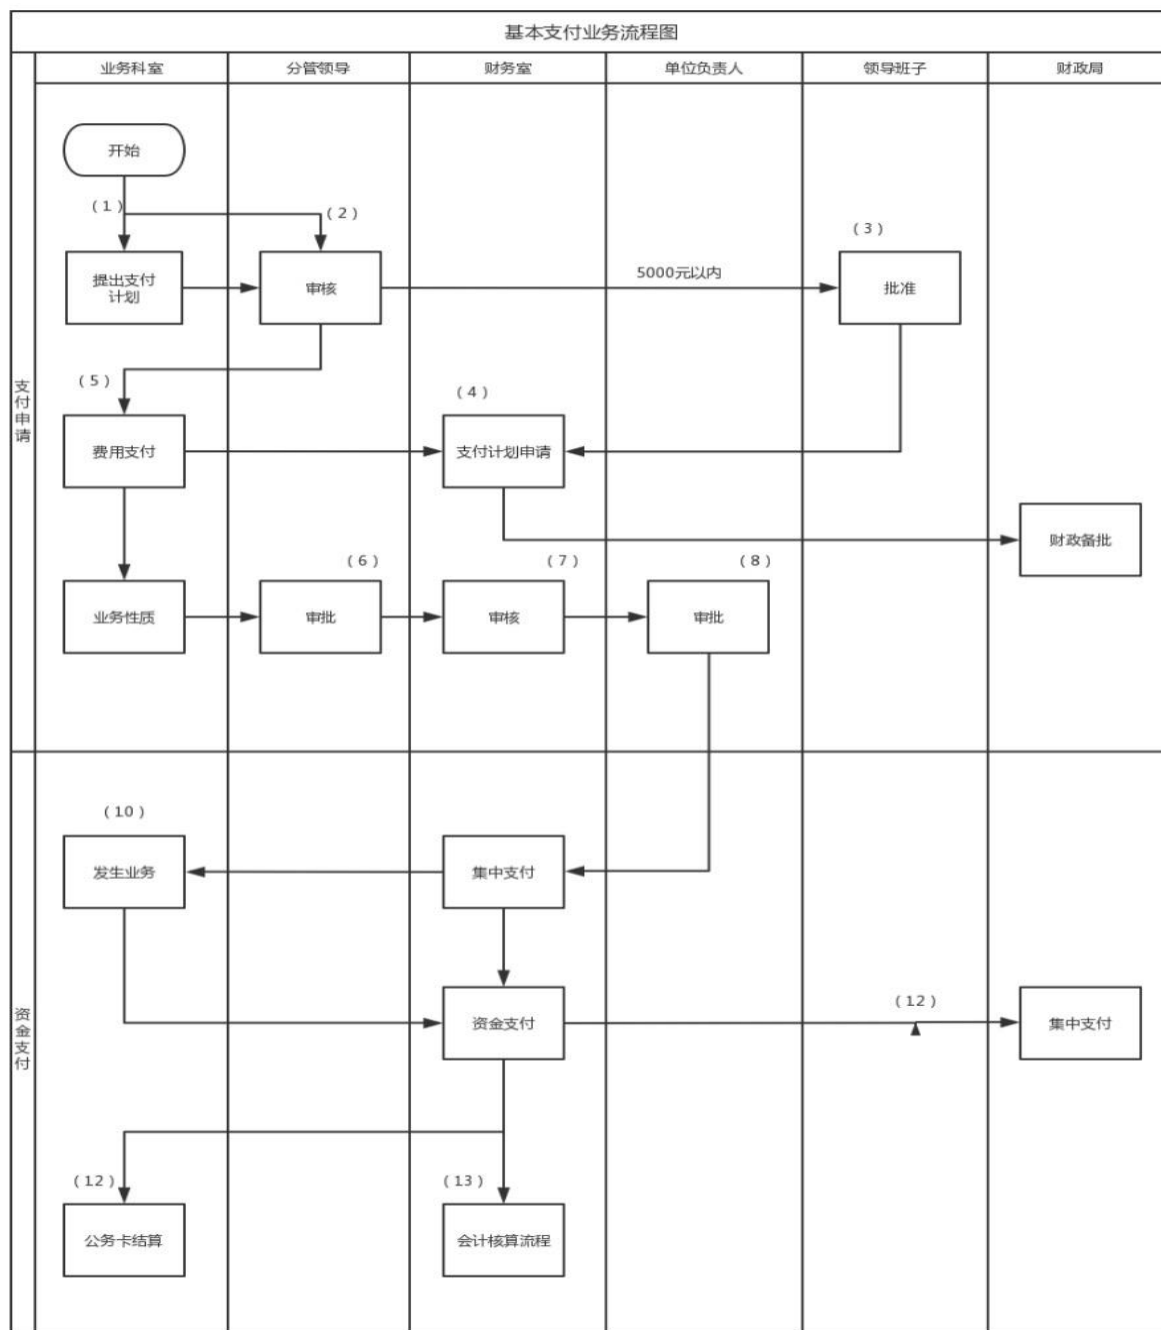 基本支付业务流程图
业务科室
分管领导
财务室
单位负责人
领导班子
财政局
支付申请
开始
(1)
(2)
(3)
提出支付
计划
审核
5000元以内
批准
(5)
(4)
费用支付
支付计划申请
财政备批
(6)
(7)
(8)
业务性质
审批
审核
审批
资金支付
(10)
发生业务
集中支付
资金支付
(12)
集中支付
(12)
(13)
公务卡结算
会计核算流程